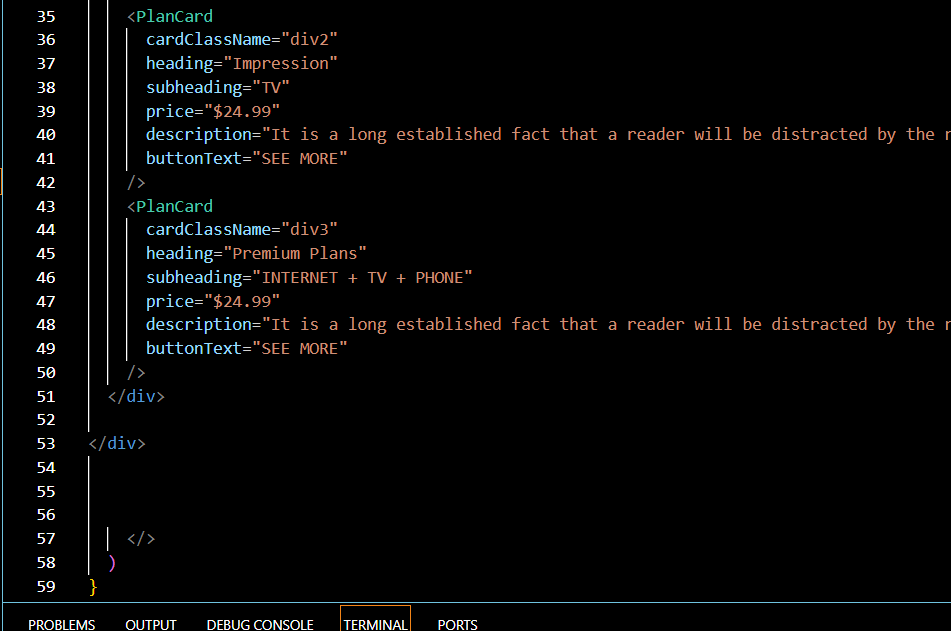 35 <PlanCard
36 cardClassName="div2"
37 heading="Impression"
38 subheading="TV"
39 price="$24.99"
40 description="It is a long established fact that a reader will be distracted by the
41 buttonText="SEE MORE"
42 />
43 <PlanCard
44 cardClassName="div3"
45 heading="Premium Plans"
46 subheading="INTERNET + TV + PHONE"
47 price="$24.99"
48 description="It is a long established fact that a reader will be distracted by the
49 buttonText="SEE MORE"
50 />
51 </div>
52
53 </div>
54
55
56
57 </>
58 )
59 }
PROBLEMS OUTPUT DEBUG CONSOLE TERMINAL PORTS